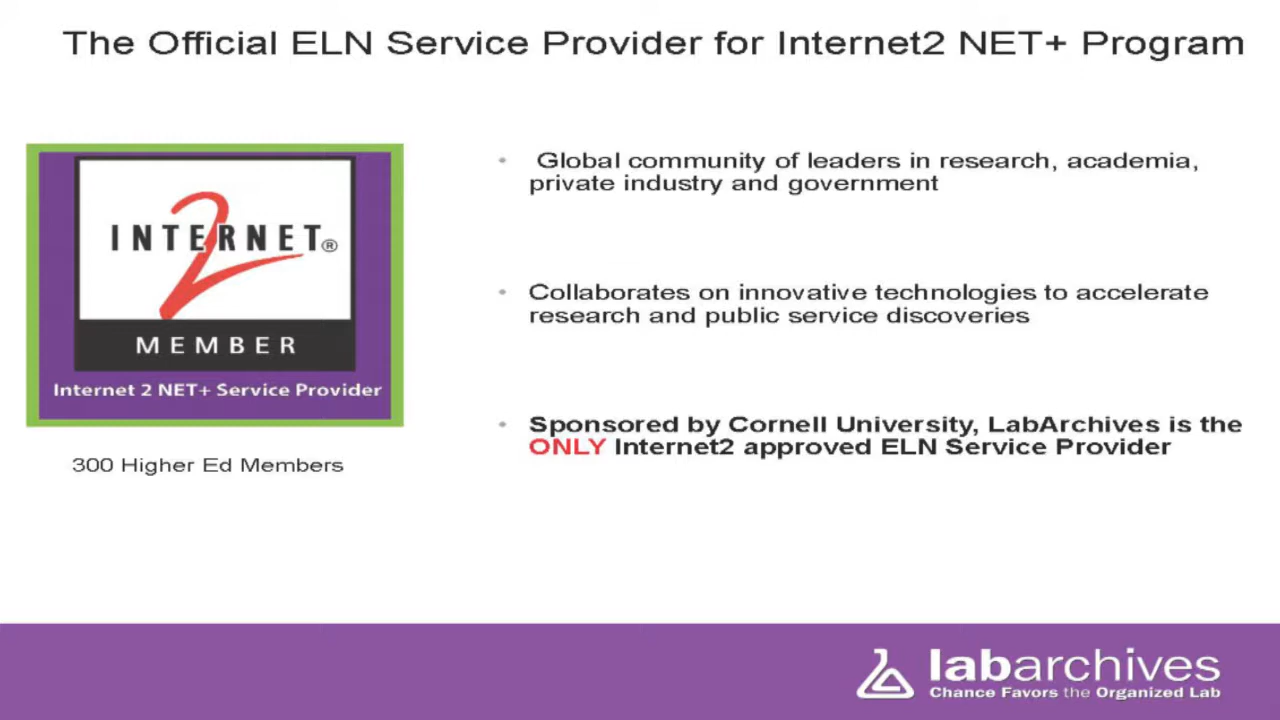 The Official ELN Service Provider for Internet2 NET+ Program
INTERNET®
2
MEMBER
Internet 2 NET+ Service Provider
300 Higher Ed Members
• Global community of leaders in research, academia,
private industry and government
• Collaborates on innovative technologies to accelerate
research and public service discoveries
• Sponsored by Cornell University, LabArchives is the
ONLY Internet2 approved ELN Service Provider
labarchives
Chance Favors the Organized Lab